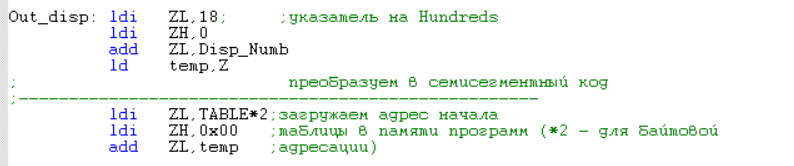 Out_disp: ldi ZL,18; ;указатель на Hundreds
ldi ZH,0
add ZL,Disp_Numb
ld temp,Z
; преобразуем в семисегментный код
;----------------------------------------------------
ldi ZL,TABLE*2;загружаем адрес начала
ldi ZH,0x00 ;таблицы в памяти программ (*2 - для байтовой
add ZL,temp ;адресации)